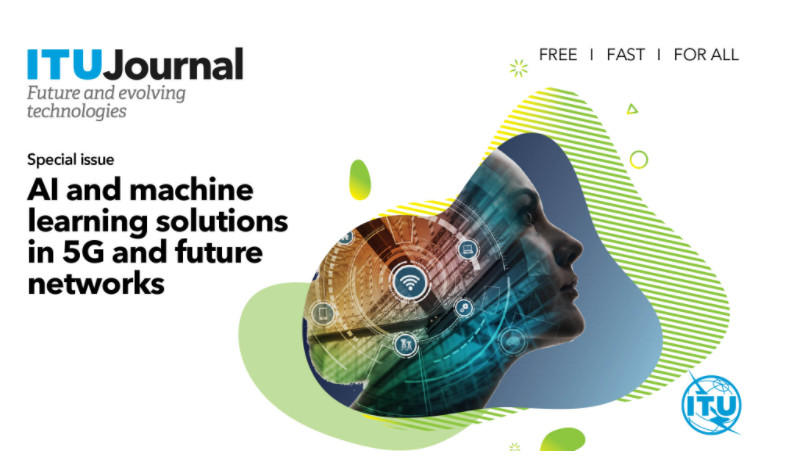 ITUJournal
Future and evolving
technologies
FREE I FAST I FOR ALL
Special issue
AI and machine
learning solutions
in 5G and future
networks
ITU